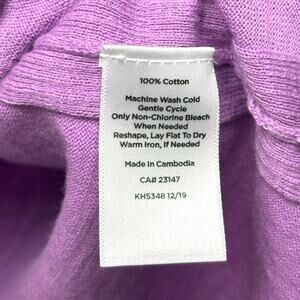 100% Cotton
Machine Wash Cold
Gentle Cycle
Only Non-Chlorine Bleach
When Needed
Reshape, Lay Flat To Dry
Warm Iron, If Needed
Made in Cambodia
CA# 23147
KH5348 12/19